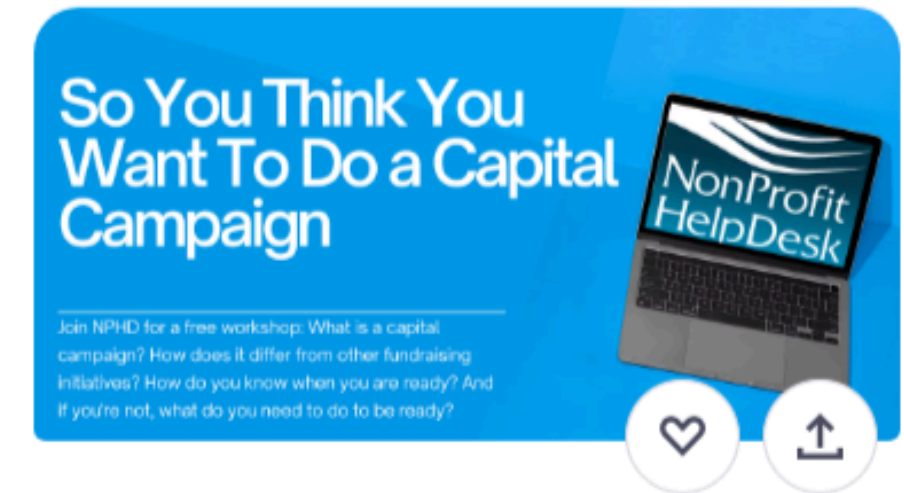 So You Think You
Want To Do a Capital
Campaign
NonProfit
HelpDesk
Join NPHD for a free workshop: What is a capital
campaign? How does it differ from other fundraising
initiatives? How do you know when you are ready? And
if you're not, what do you need to do to be ready?